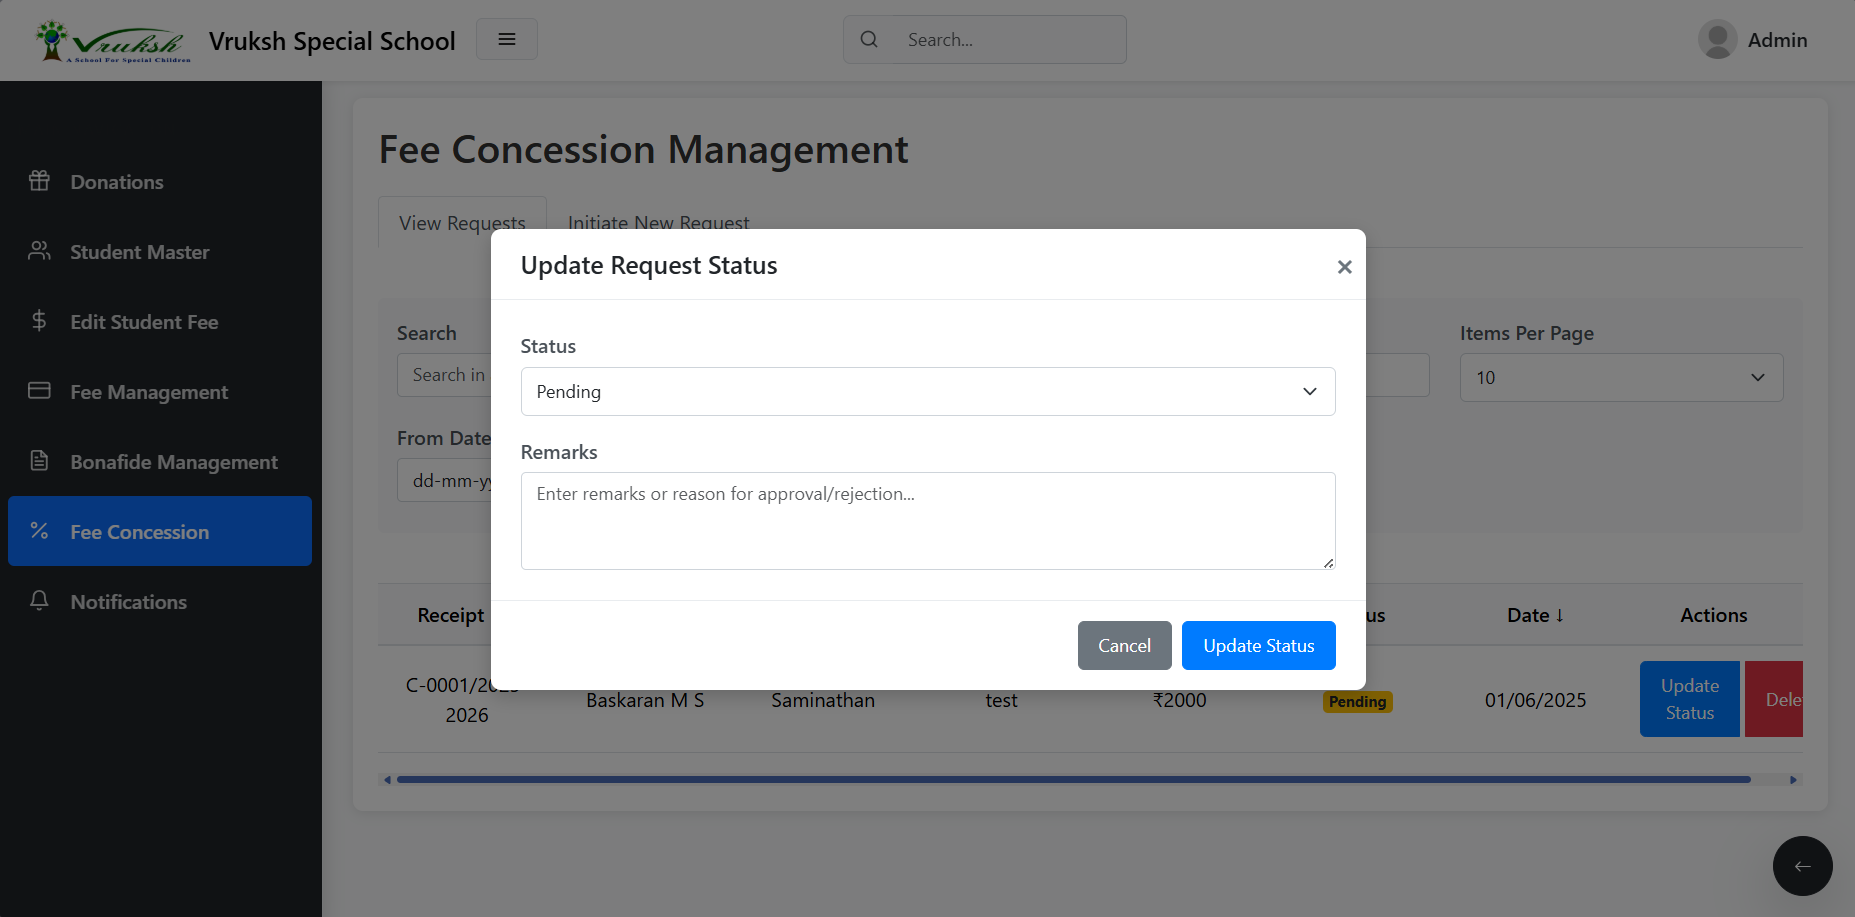 Vruksh
A School For Special Children
Vruksh Special School
Search...
Admin
Donations
Student Master
Edit Student Fee
Fee Management
Bonafide Management
Fee Concession
Notifications
Fee Concession Management
View Requests
Initiate New Request
Search
Search in
Items Per Page
10
From Date
dd-mm-yy
Update Request Status
×
Status
Pending
Remarks
Enter remarks or reason for approval/rejection...
Cancel
Update Status
Receipt
us
Date ↓
Actions
C-0001/2025
2026
Baskaran M S
Saminathan
test
₹2000
Pending
01/06/2025
Update
Status
Dele